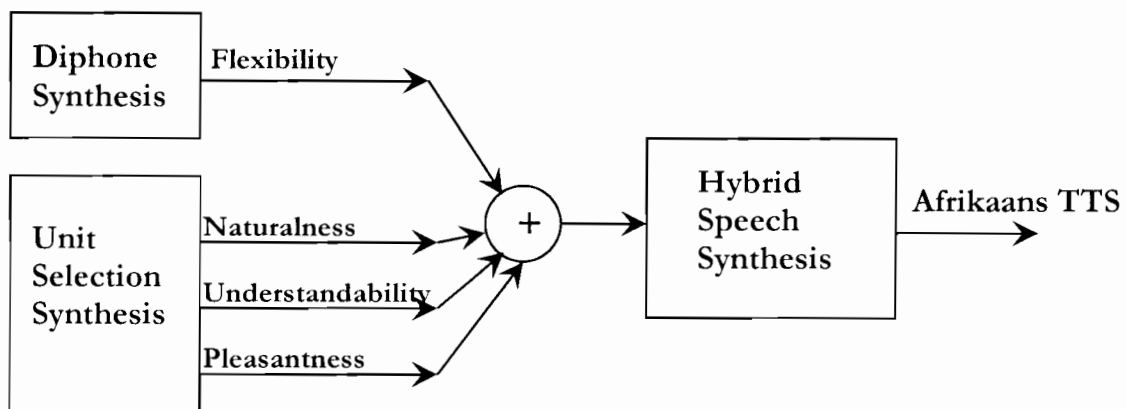 Diphone
Synthesis
Flexibility
Unit
Selection
Synthesis
Naturalness
Understandability
Pleasantness
+
Hybrid
Speech
Synthesis
Afrikaans TTS